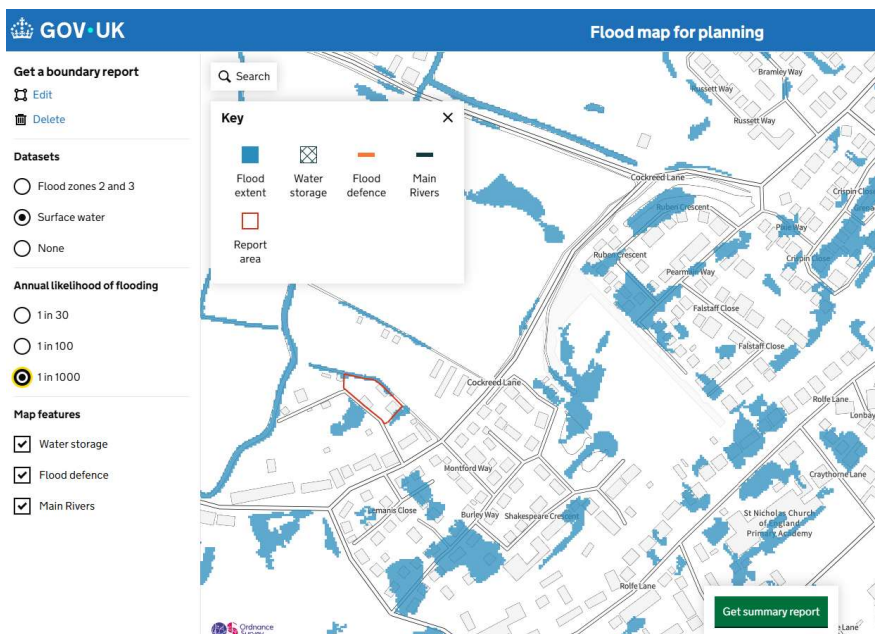 GOV·UK
Flood map for planning
Get a boundary report
Edit
Delete
Datasets
Flood zones 2 and 3
Surface water
None
Annual likelihood of flooding
1 in 30
1 in 100
1 in 1000
Map features
Water storage
Flood defence
Main Rivers
Search
Key
Flood extent
Water storage
Flood defence
Main Rivers
Report area
Bramley Way
Russett Way
Russett Way
Cockreed Lane
Crispin Close
Ruben Crescent
Ruben Crescent
Pearman Way
Crispin
Falstaff Close
Falstaff Close
Cockreed Lane
Rolfe Lane
Montford Way
Craythorne Lane
Lemanis Close
Burley Way
Shakespeare Crescent
St Nicholas Church
of England
Primary Academy
Rolfe Lane
Ordnance
Survey
Get summary report
Lane